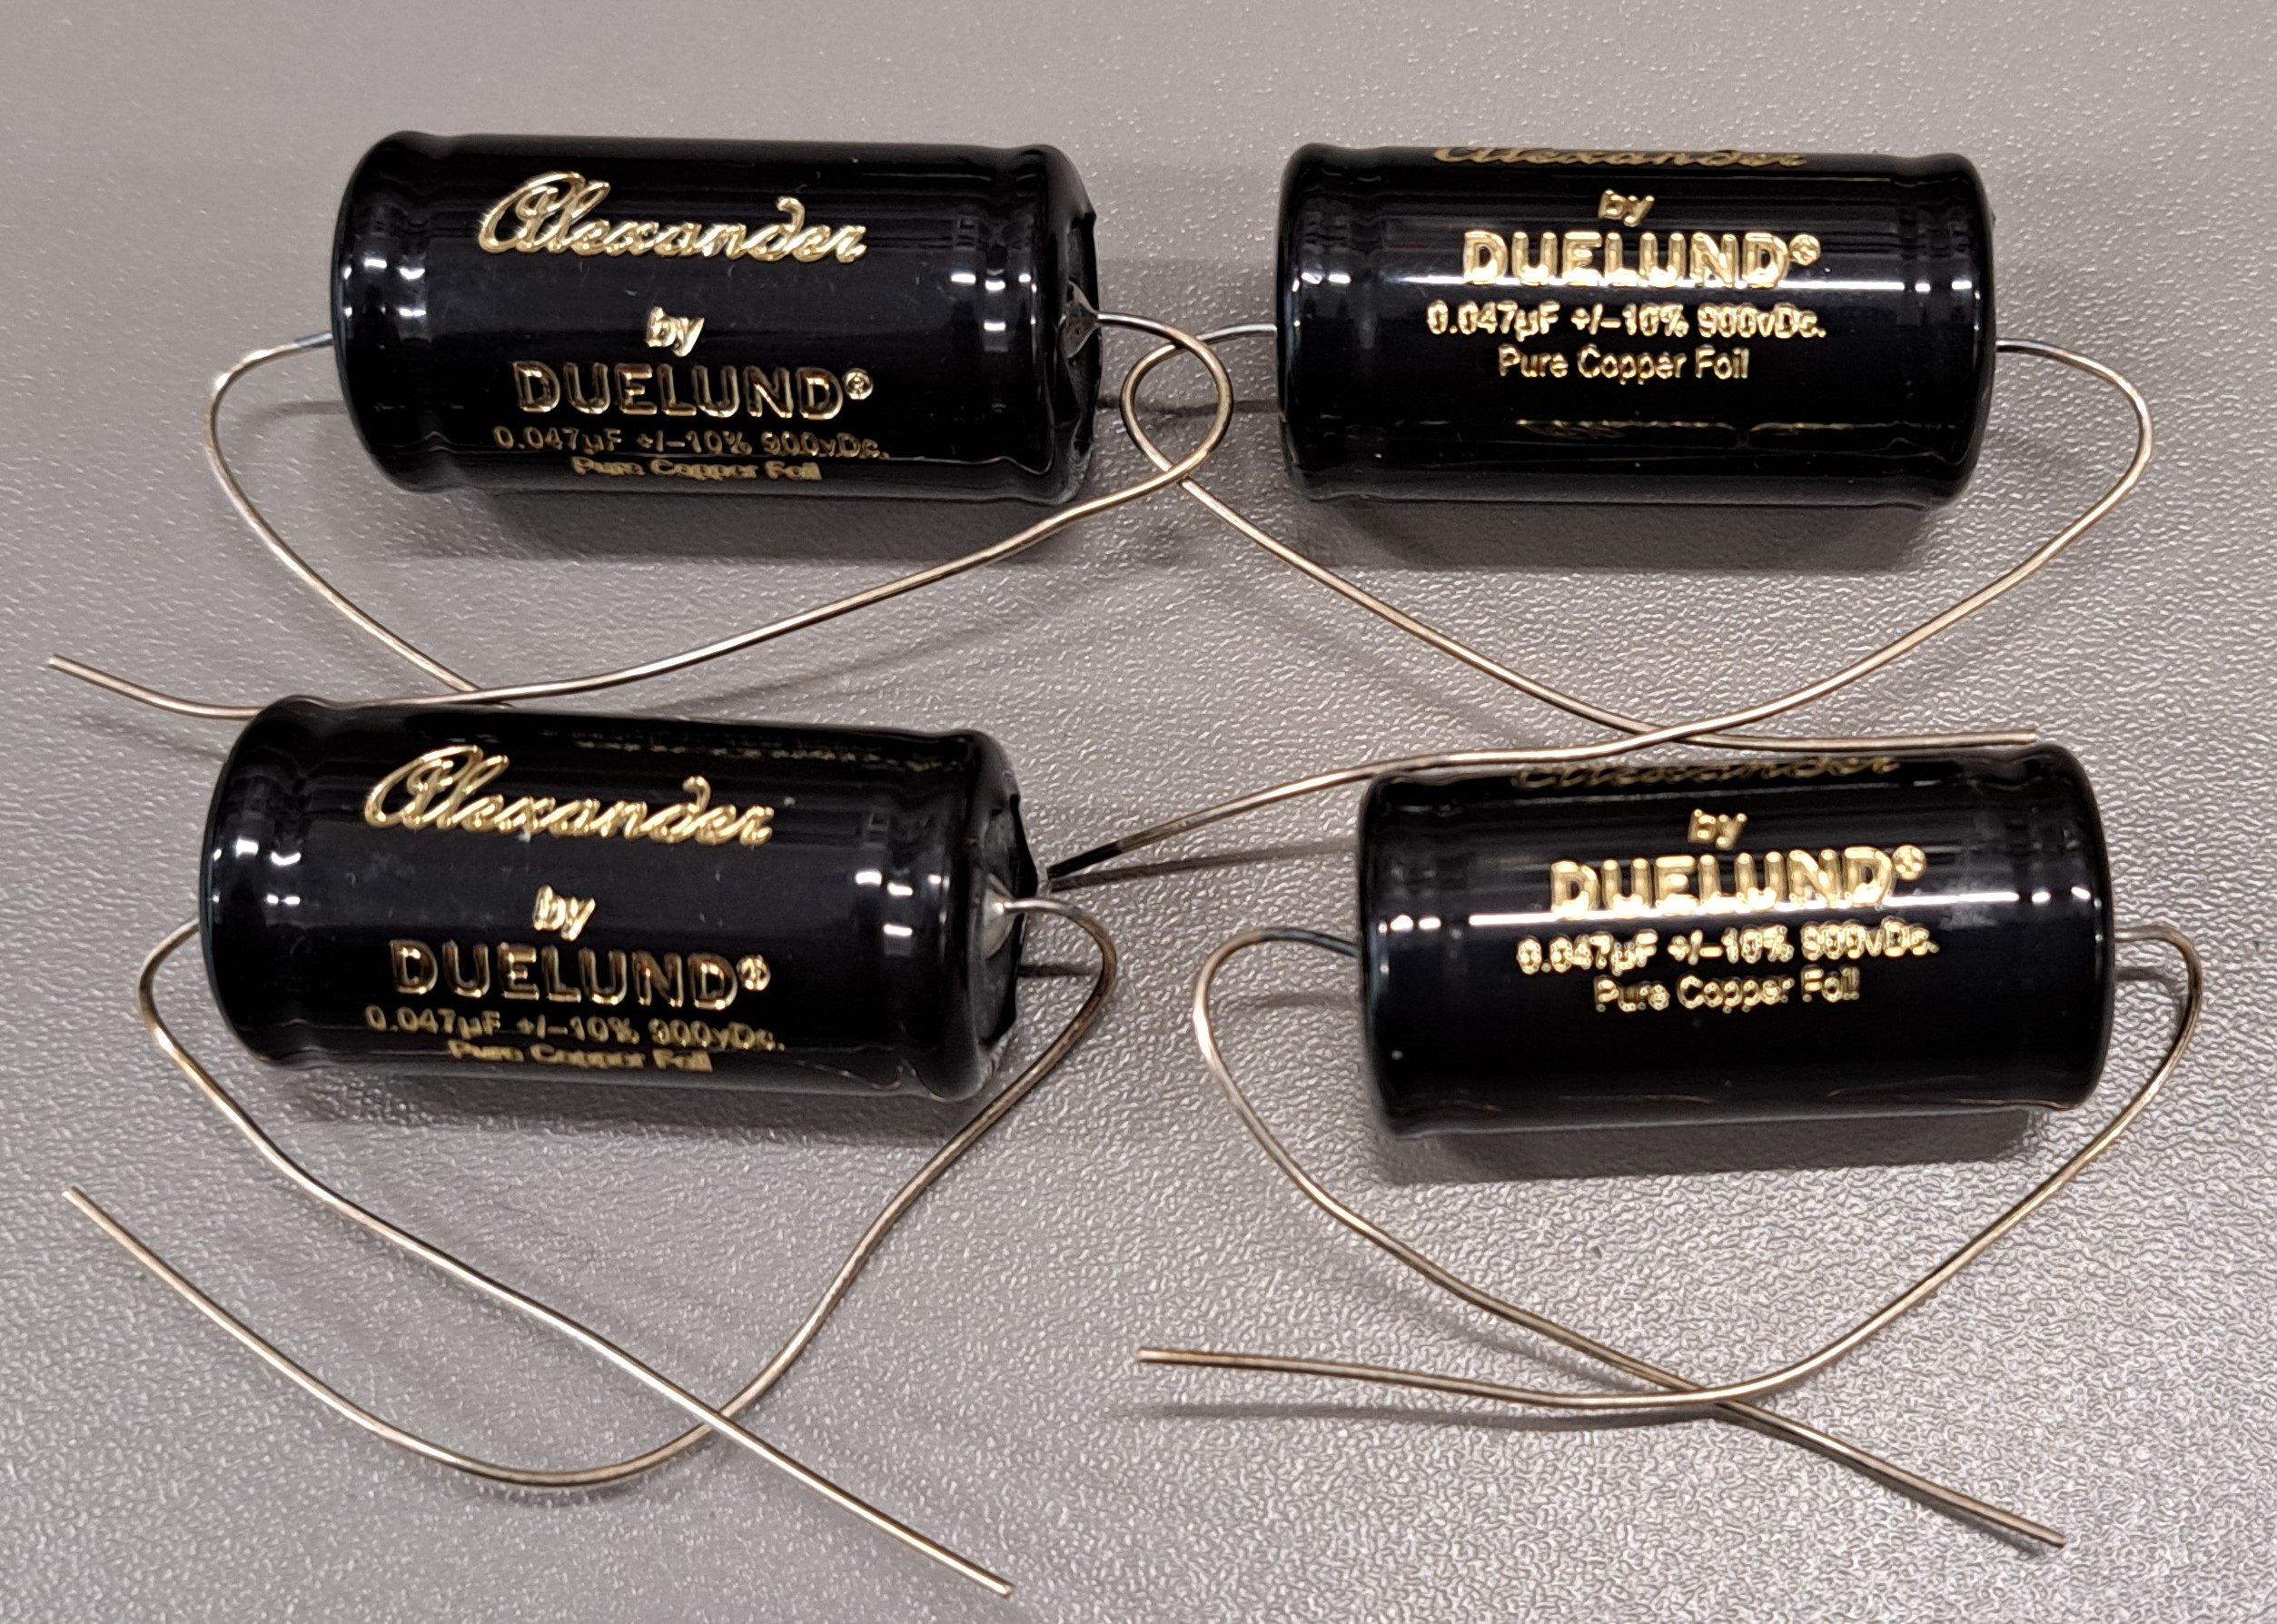 Alexander
by
DUELUND®
0.047µF +/-10% 900vDc.
Pure Copper Foil
Alexander
by
DUELUND®
0.047µF +/-10% 900vDc.
Pure Copper Foil
Alexander
by
DUELUND®
0.047µF +/-10% 900vDc.
Pure Copper Foil
Alexander
by
DUELUND®
0.047µF +/-10% 900vDc.
Pure Copper Foil